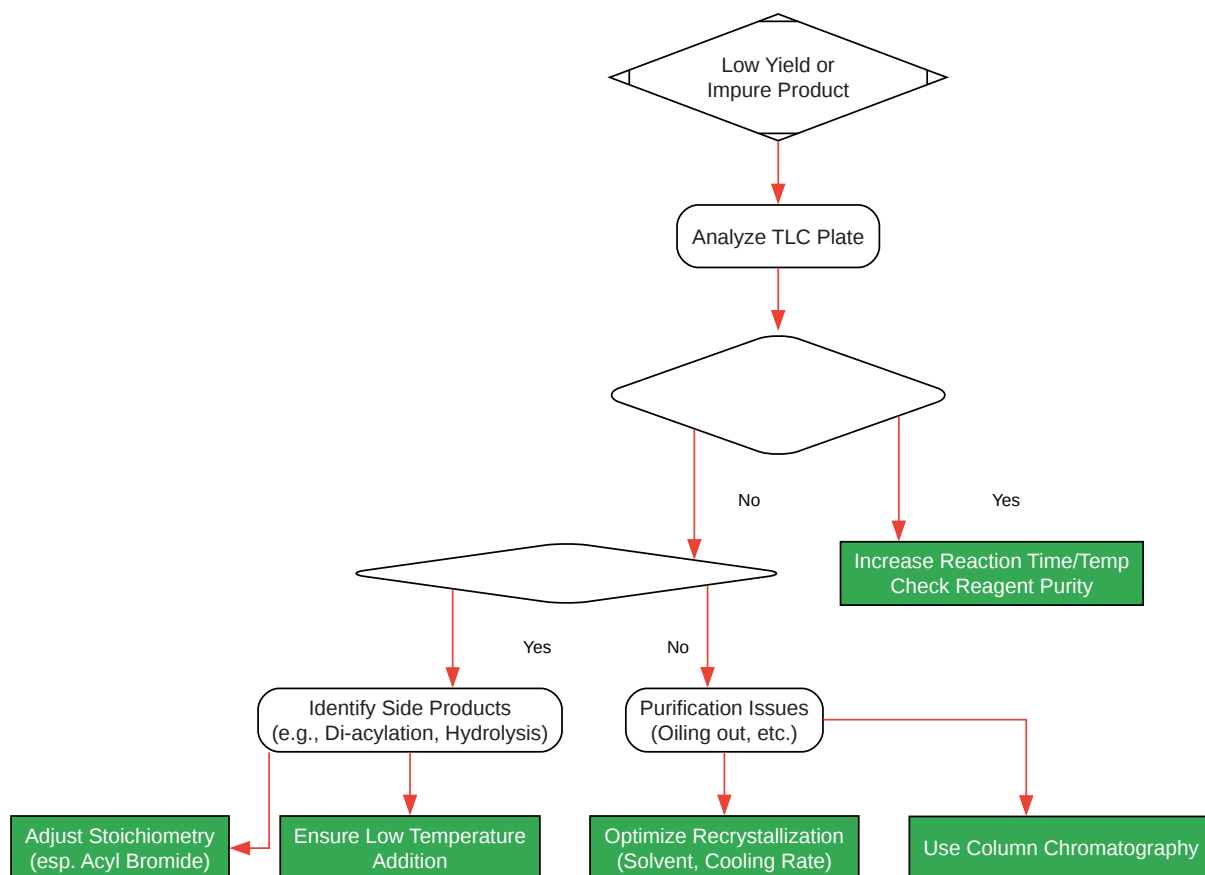 Low Yield or
Impure Product
Analyze TLC Plate
No
Yes
Increase Reaction Time/Temp
Check Reagent Purity
Yes
No
Identify Side Products
(e.g., Di-acylation, Hydrolysis)
Purification Issues
(Oiling out, etc.)
Adjust Stoichiometry
(esp. Acyl Bromide)
Ensure Low Temperature
Addition
Optimize Recrystallization
(Solvent, Cooling Rate)
Use Column Chromatography